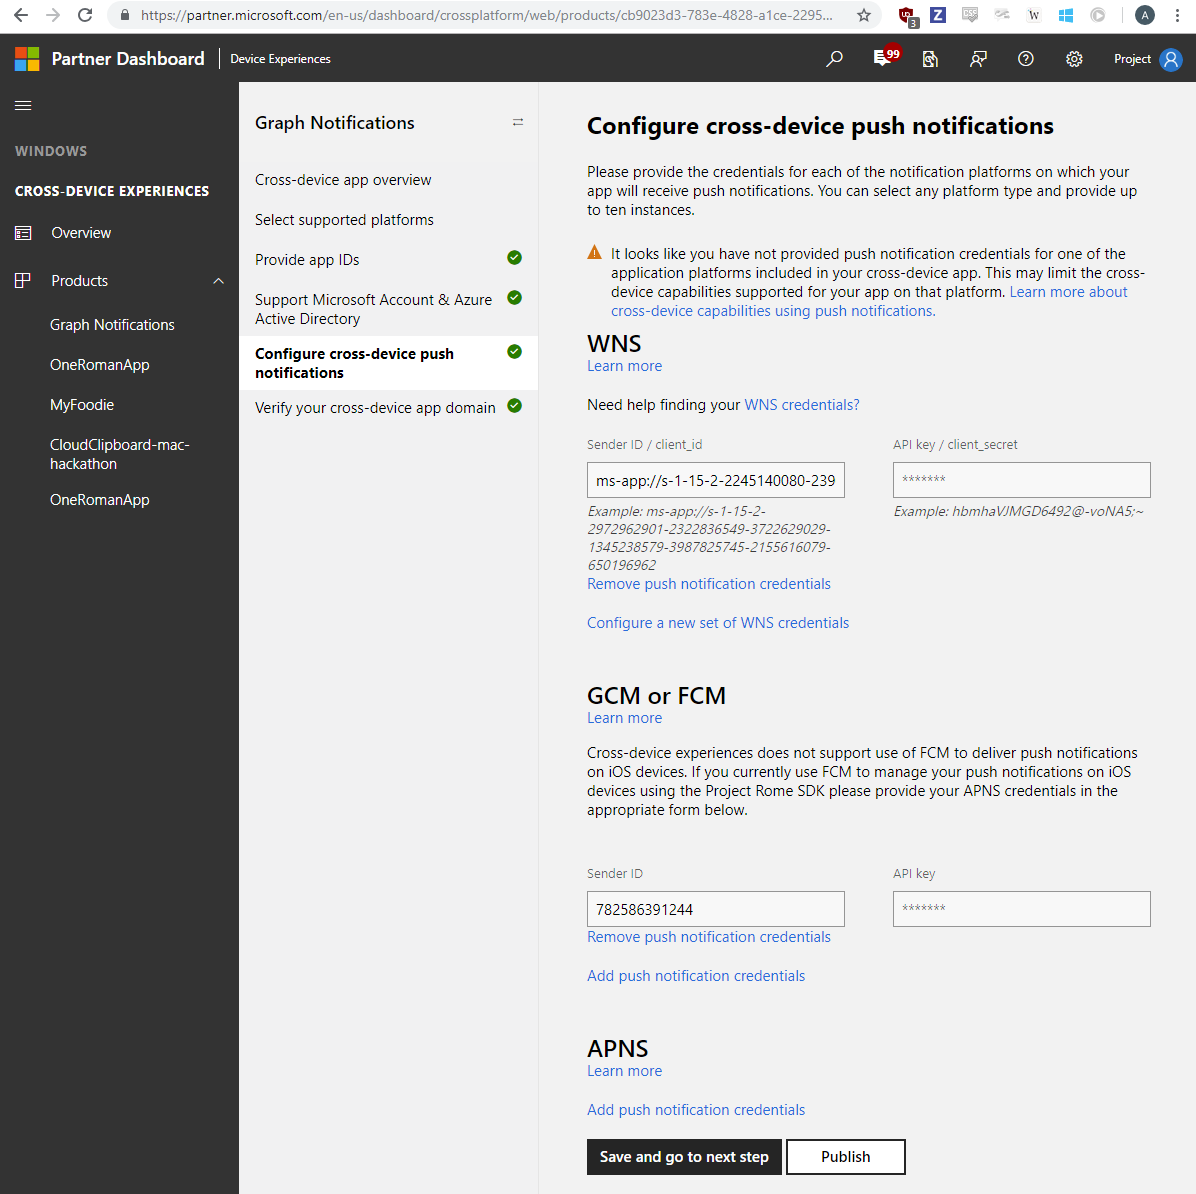 https://partner.microsoft.com/en-us/dashboard/crossplatform/web/products/cb9023d3-783e-4828-a1ce-2295...
3
Z
CSS
W
A
Partner Dashboard
Device Experiences
99
Project
WINDOWS
CROSS-DEVICE EXPERIENCES
Overview
Products
Graph Notifications
OneRomanApp
MyFoodie
CloudClipboard-mac-
hackathon
OneRomanApp
Graph Notifications
Cross-device app overview
Select supported platforms
Provide app IDs
Support Microsoft Account & Azure
Active Directory
Configure cross-device push
notifications
Verify your cross-device app domain
Configure cross-device push notifications
Please provide the credentials for each of the notification platforms on which your
app will receive push notifications. You can select any platform type and provide up
to ten instances.
It looks like you have not provided push notification credentials for one of the
application platforms included in your cross-device app. This may limit the cross-
device capabilities supported for your app on that platform. Learn more about
cross-device capabilities using push notifications.
WNS
Learn more
Need help finding your WNS credentials?
Sender ID / client_id
API key / client_secret
ms-app://s-1-15-2-2245140080-239
*******
Example: ms-app://s-1-15-2-
2972962901-2322836549-3722629029-
1345238579-3987825745-2155616079-
650196962
Example: hbmhaVJMGD6492@-voNA5;~
Remove push notification credentials
Configure a new set of WNS credentials
GCM or FCM
Learn more
Cross-device experiences does not support use of FCM to deliver push notifications
on iOS devices. If you currently use FCM to manage your push notifications on iOS
devices using the Project Rome SDK please provide your APNS credentials in the
appropriate form below.
Sender ID
API key
782586391244
*******
Remove push notification credentials
Add push notification credentials
APNS
Learn more
Add push notification credentials
Save and go to next step
Publish